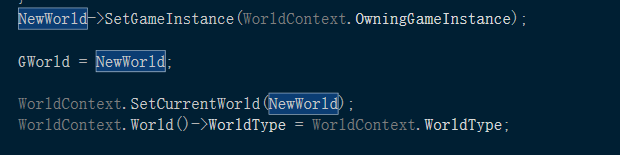 }
NewWorld->SetGameInstance(WorldContext.OwningGameInstance);
GWorld = NewWorld;
WorldContext.SetCurrentWorld(NewWorld);
WorldContext.World()->WorldType = WorldContext.WorldType;